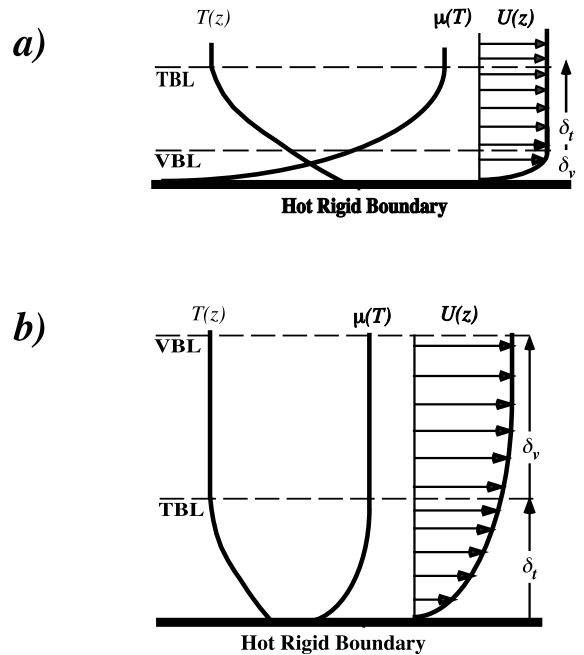 a)
T(z) μ(T) U(z)
TBL
δt
VBL
δv
Hot Rigid Boundary
b)
T(z) μ(T) U(z)
VBL
δv
TBL
δt
Hot Rigid Boundary